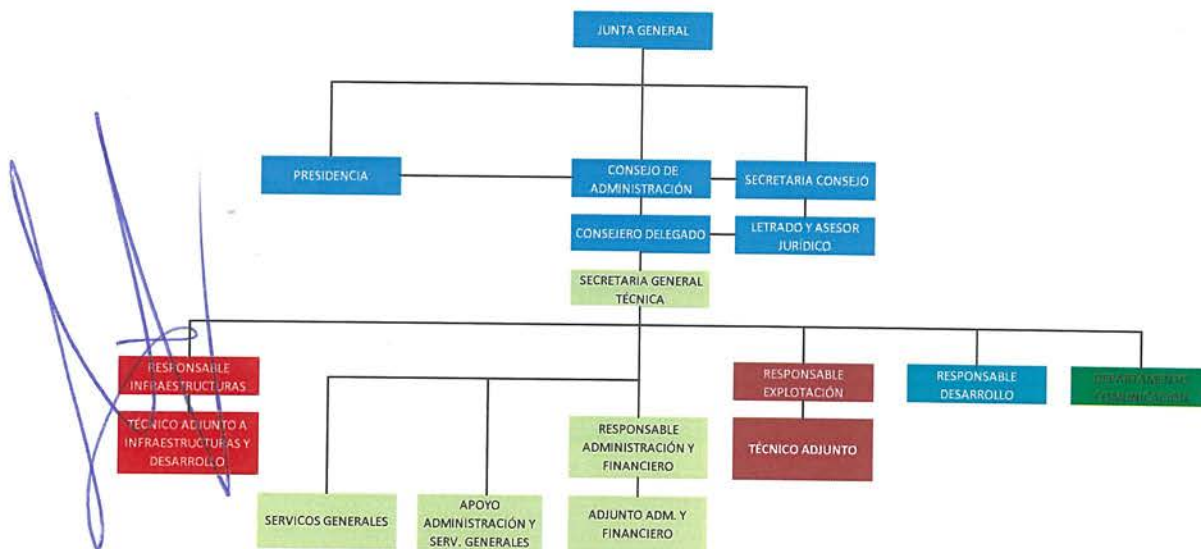 JUNTA GENERAL
PRESIDENCIA
CONSEJO DE
ADMINISTRACIÓN
SECRETARIA CONSEJO
CONSEJERO DELEGADO
LETRADO Y ASESOR
JURÍDICO
SECRETARIA GENERAL
TÉCNICA
RESPONSABLE
INFRAESTRUCTURAS
TÉCNICO ADJUNTO A
INFRAESTRUCTURAS Y
DESARROLLO
RESPONSABLE
EXPLOTACIÓN
TÉCNICO ADJUNTO
RESPONSABLE
DESARROLLO
DEPARTAMENTO
COMUNICACIÓN
RESPONSABLE
ADMINISTRACIÓN Y
FINANCIERO
SERVICOS GENERALES
APOYO
ADMINISTRACIÓN Y
SERV. GENERALES
ADJUNTO ADM. Y
FINANCIERO